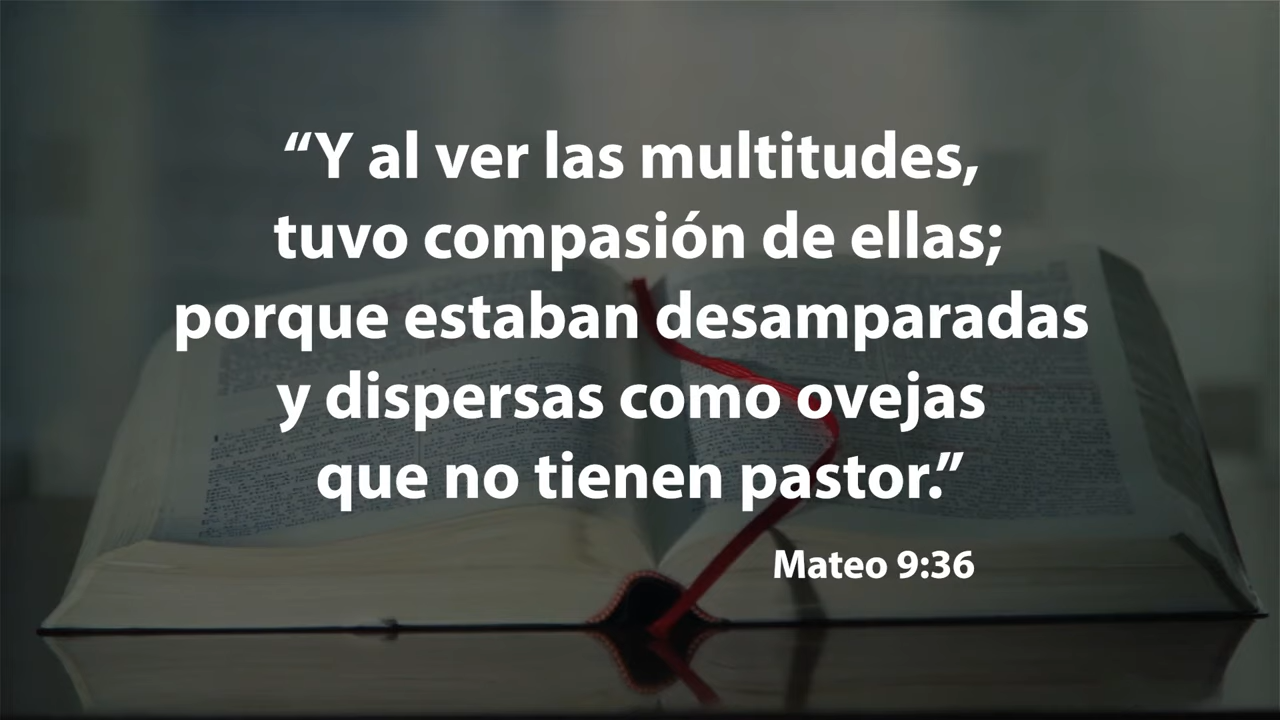 “Y al ver las multitudes,
tuvo compasión de ellas;
porque estaban desamparadas
y dispersas como ovejas
que no tienen pastor.”
Mateo 9:36